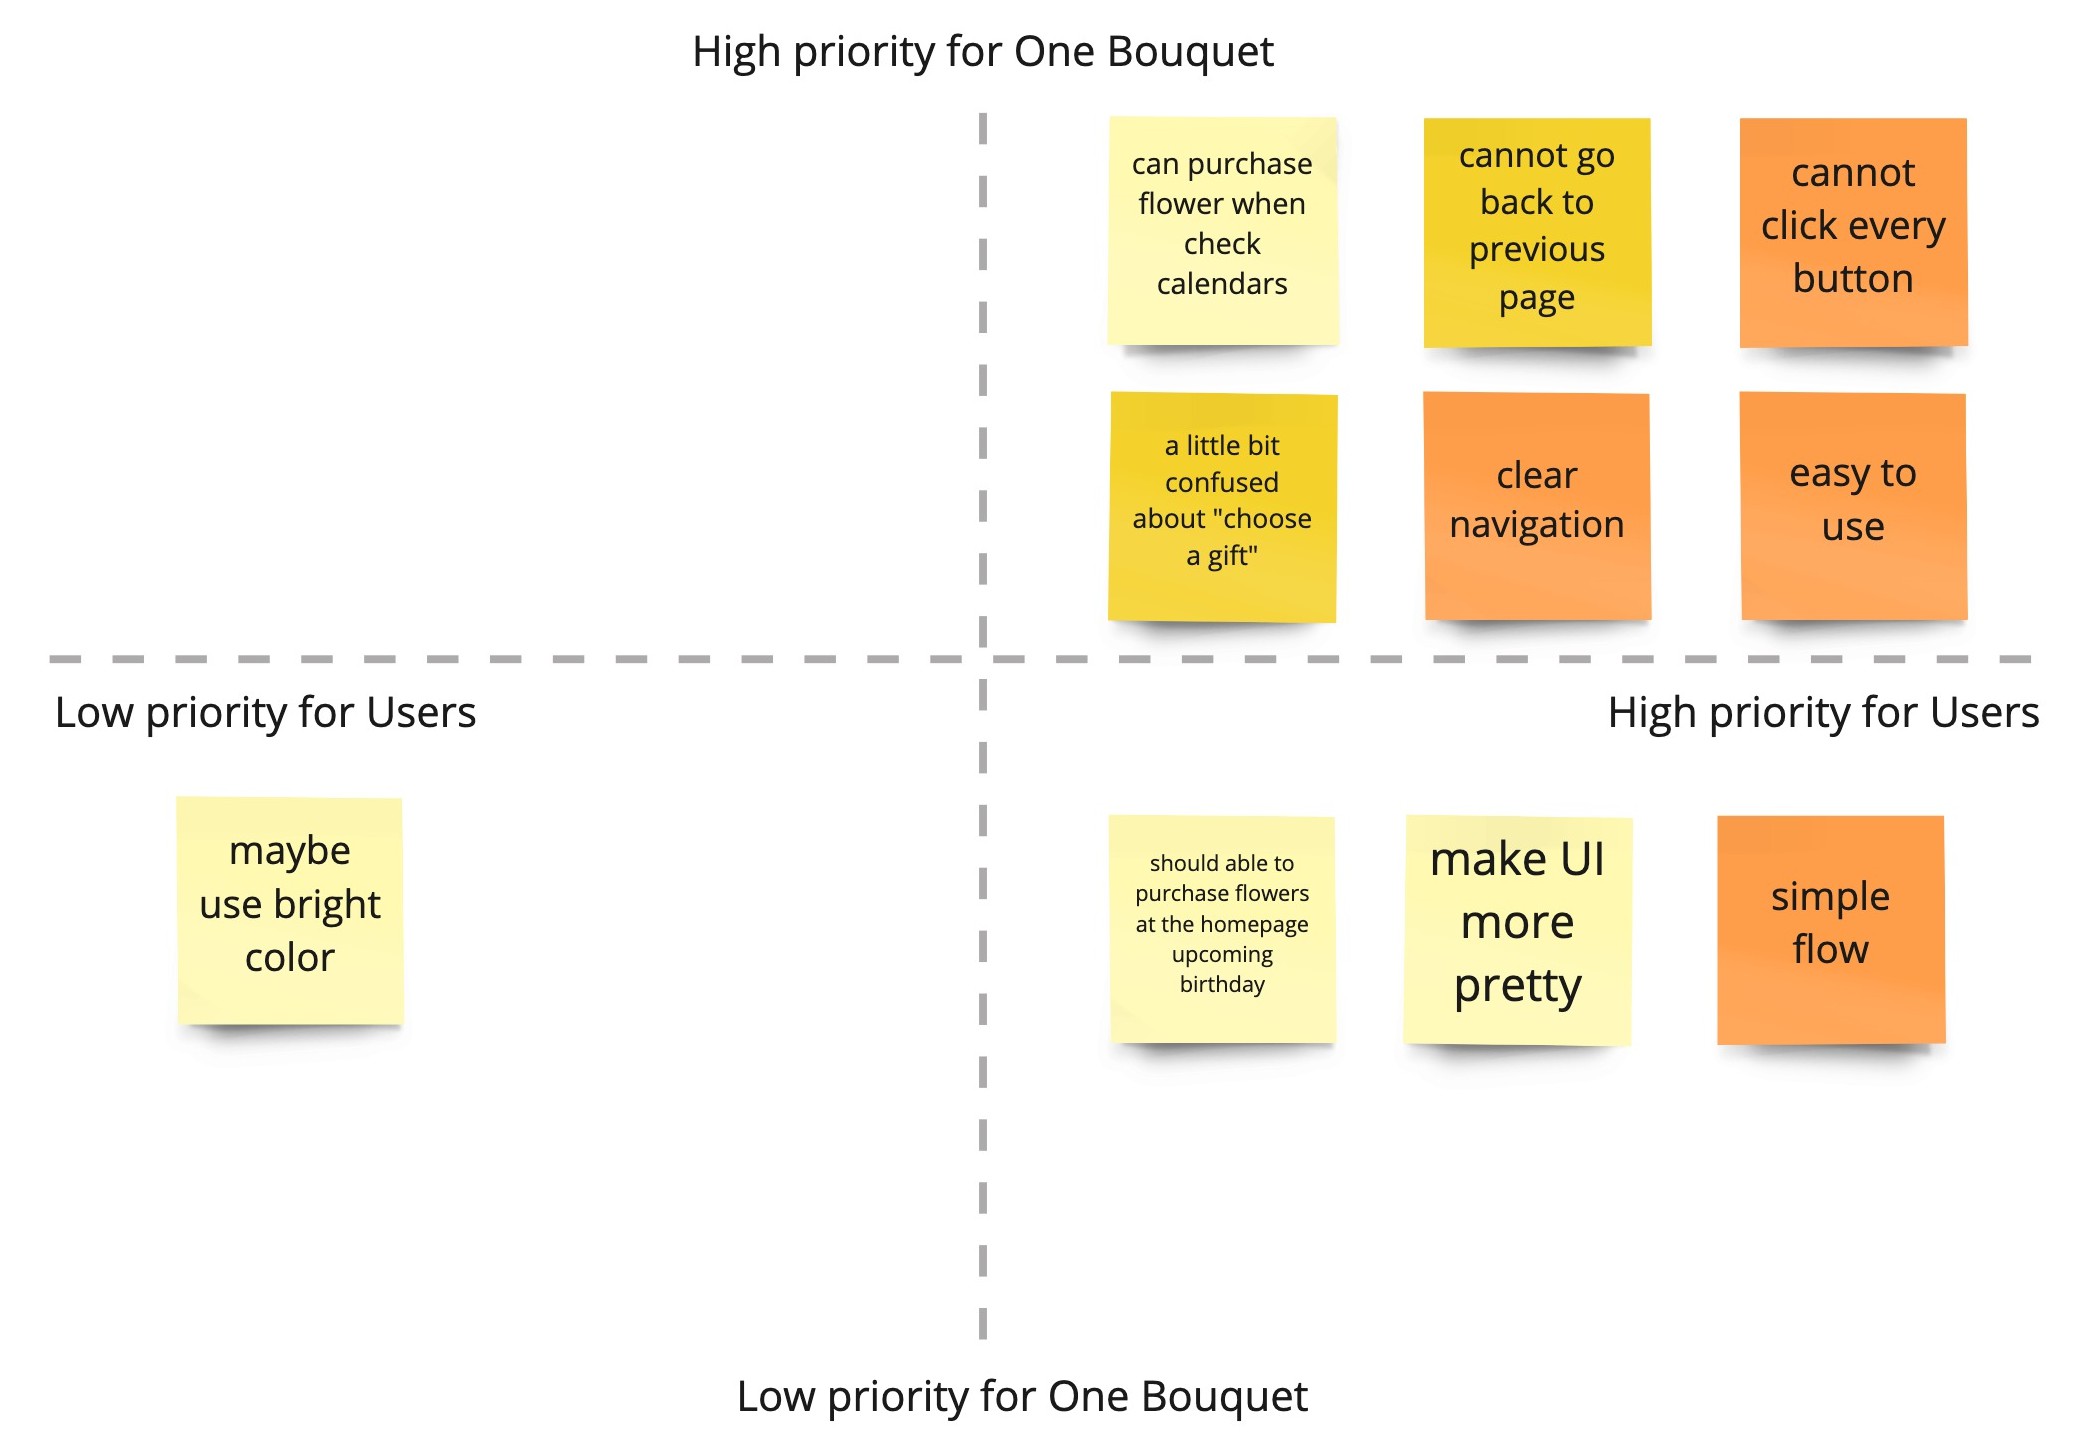 High priority for One Bouquet
can purchase
flower when
check
calendars
cannot go
back to
previous
page
cannot
click every
button
a little bit
confused
about "choose
a gift"
clear
navigation
easy to
use
Low priority for Users
High priority for Users
maybe
use bright
color
should able to
purchase flowers
at the homepage
upcoming
birthday
make UI
more
pretty
simple
flow
Low priority for One Bouquet